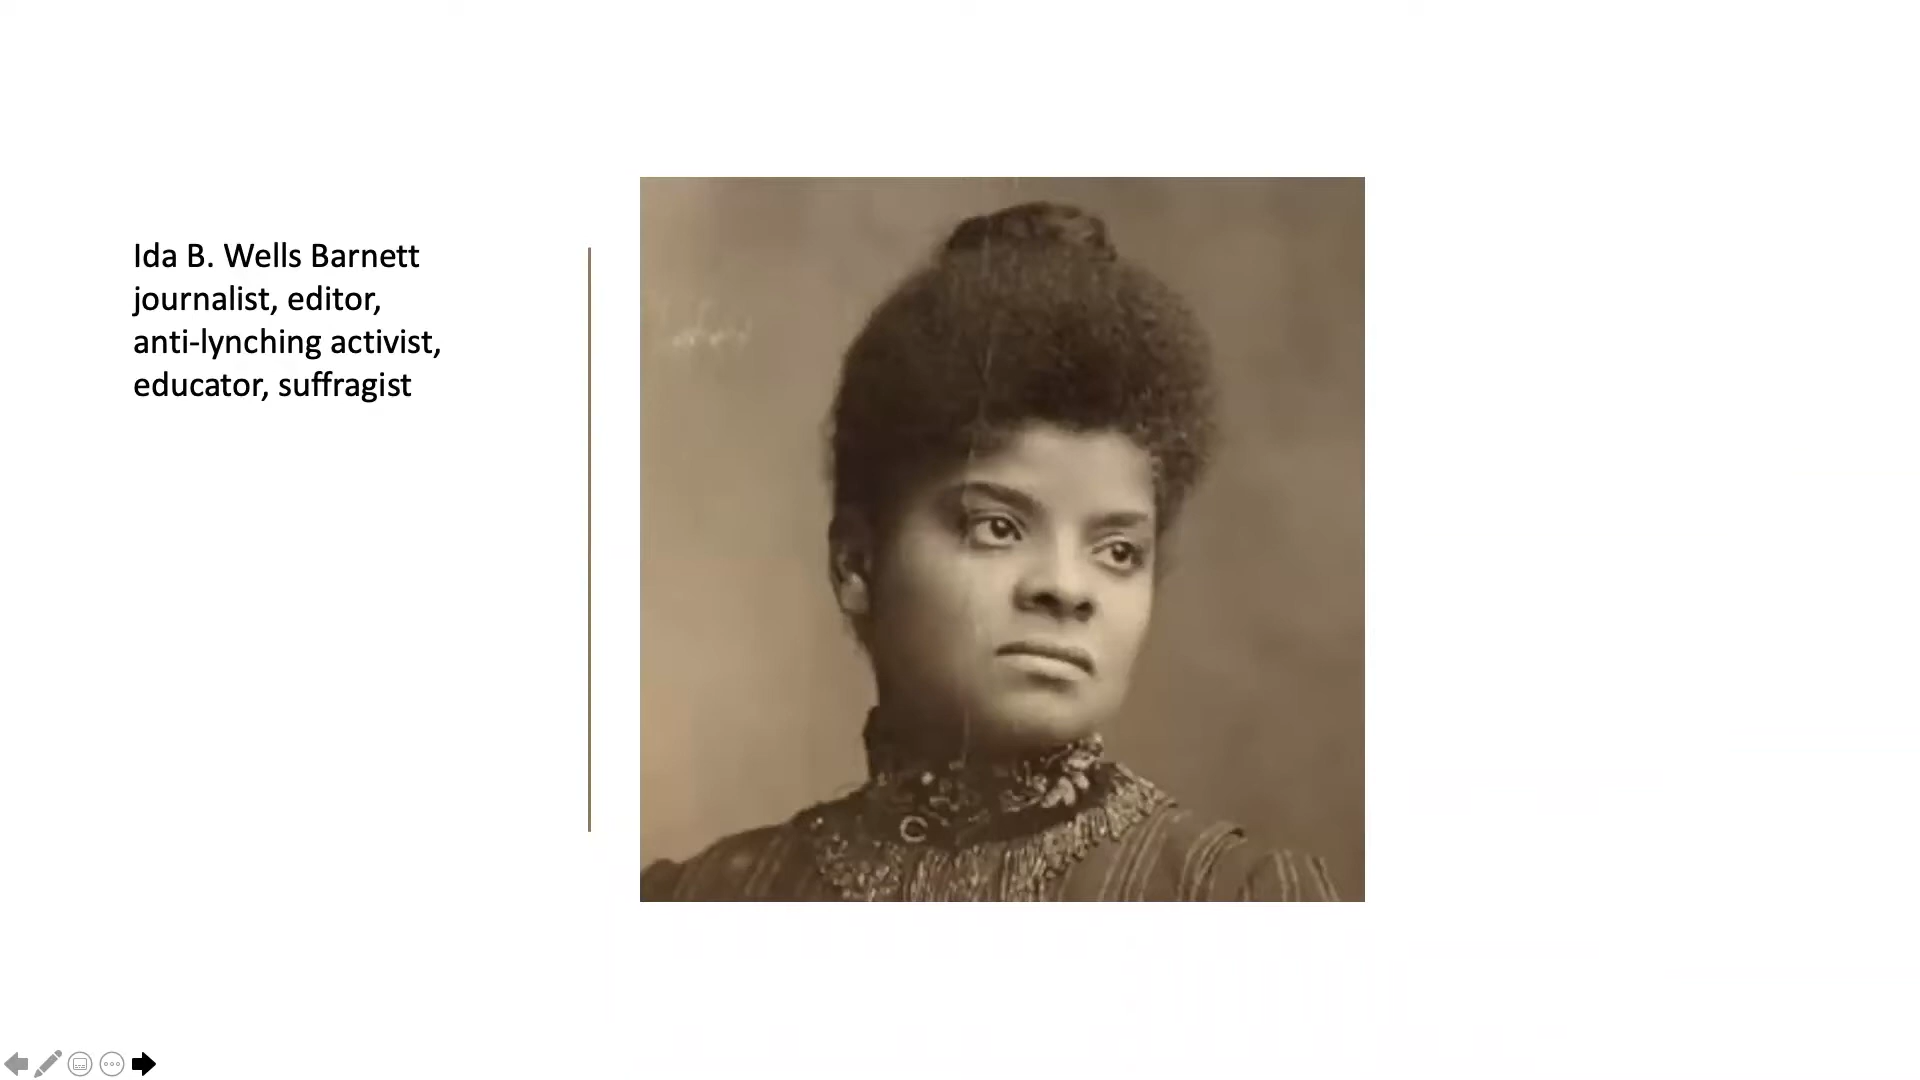 Ida B. Wells Barnett
journalist, editor,
anti-lynching activist,
educator, suffragist